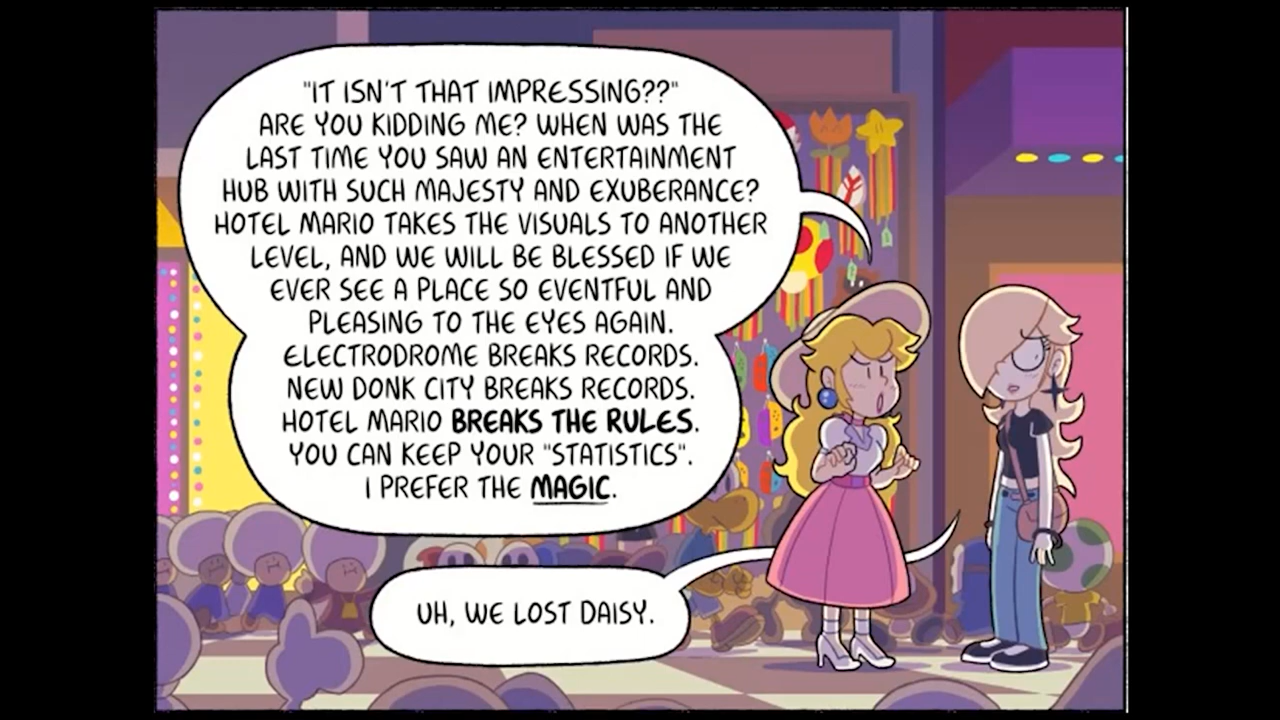 "IT ISN'T THAT IMPRESSING??"
ARE YOU KIDDING ME? WHEN WAS THE
LAST TIME YOU SAW AN ENTERTAINMENT
HUB WITH SUCH MAJESTY AND EXUBERANCE?
HOTEL MARIO TAKES THE VISUALS TO ANOTHER
LEVEL, AND WE WILL BE BLESSED IF WE
EVER SEE A PLACE SO EVENTFUL AND
PLEASING TO THE EYES AGAIN.
ELECTRODROME BREAKS RECORDS.
NEW DONK CITY BREAKS RECORDS.
HOTEL MARIO BREAKS THE RULES.
YOU CAN KEEP YOUR "STATISTICS".
I PREFER THE MAGIC.
UH, WE LOST DAISY.